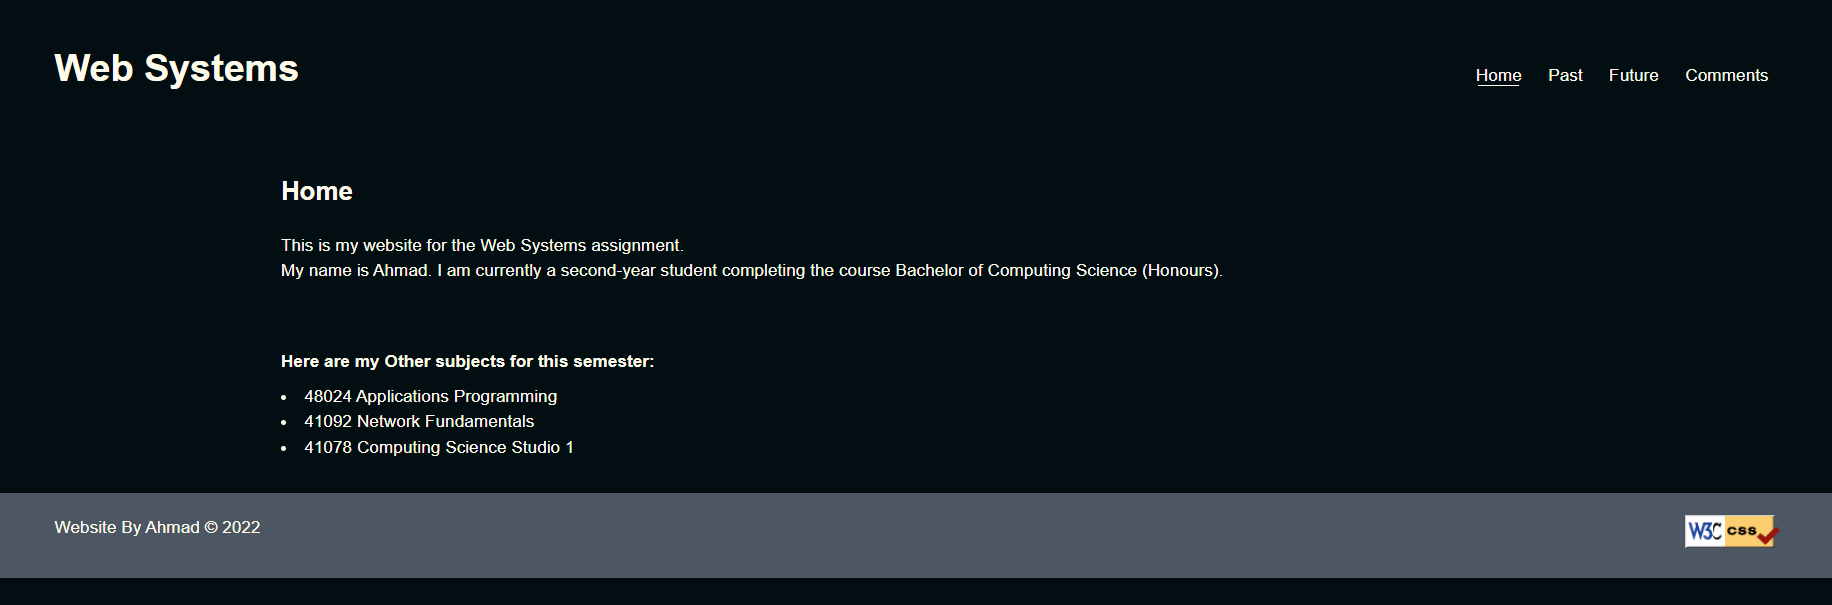 Web Systems
Home Past Future Comments
Home
This is my website for the Web Systems assignment.
My name is Ahmad. I am currently a second-year student completing the course Bachelor of Computing Science (Honours).
Here are my Other subjects for this semester:
• 48024 Applications Programming
• 41092 Network Fundamentals
• 41078 Computing Science Studio 1
Website By Ahmad © 2022
W3C css